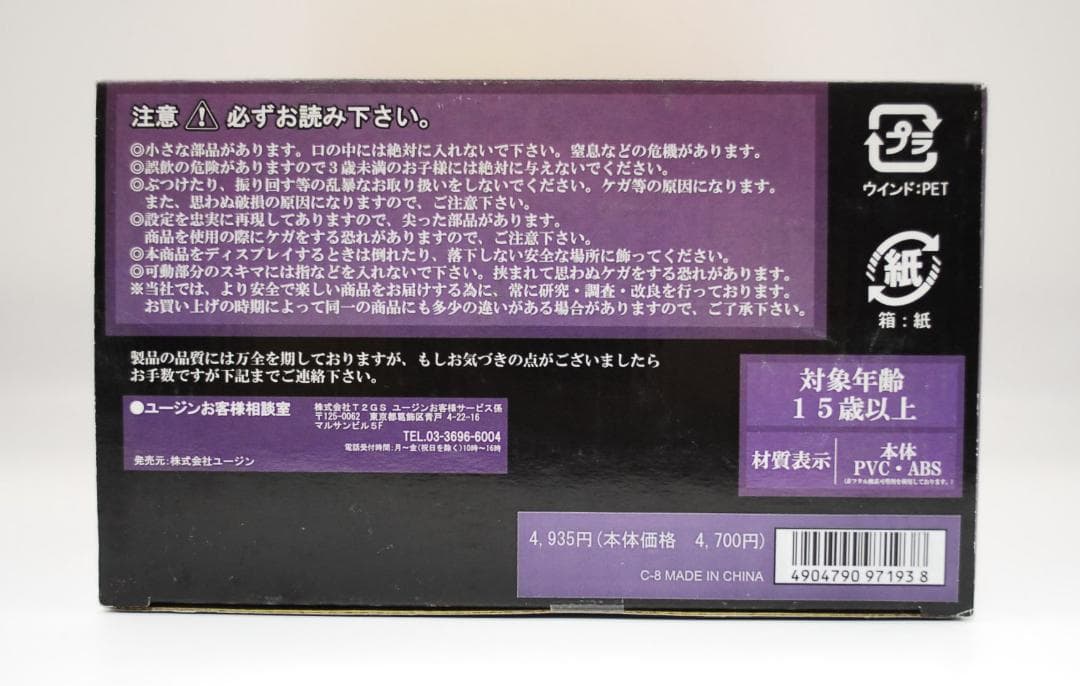 注意 ⚠ 必ずお読み下さい。
◎小さな部品があります。口の中には絶対に入れないで下さい。窒息などの危機があります。
◎誤飲の危険がありますので3歳未満のお子様には絶対に与えないでください。
◎ぶつけたり、振り回す等の乱暴なお取り扱いをしないでください。ケガ等の原因になります。
また、思わぬ破損の原因になりますので、ご注意下さい。
◎設定を忠実に再現してありますので、尖った部品があります。
商品を使用の際にケガをする恐れがありますので、ご注意下さい。
◎本商品をディスプレイするときは倒れたり、落下しない安全な場所に飾ってください。
◎可動部分のスキマには指などを入れないで下さい。挟まれて思わぬケガをする恐れがあります。
※当社では、より安全で楽しい商品をお届けする為に、常に研究・調査・改良を行っております。
お買い上げの時期によって同一の商品にも多少の違いがある場合がありますので、ご了承下さい。
プラ
ウインド:PET
紙
箱:紙
製品の品質には万全を期しておりますが、もしお気づきの点がございましたら
お手数ですが下記までご連絡下さい。
●ユージンお客様相談室
株式会社T2GS ユージンお客様サービス係
〒125-0062 東京都葛飾区青戸 4-22-16
マルサンビル5F
TEL.03-3696-6004
電話受付時間:月〜金(祝日を除く)10時〜16時
発売元:株式会社ユージン
対象年齢
15歳以上
材質表示
本体
PVC・ABS
(非フタル酸系可塑剤を使用しております。)
4,935円(本体価格 4,700円)
C-8 MADE IN CHINA
4904790 97193 8